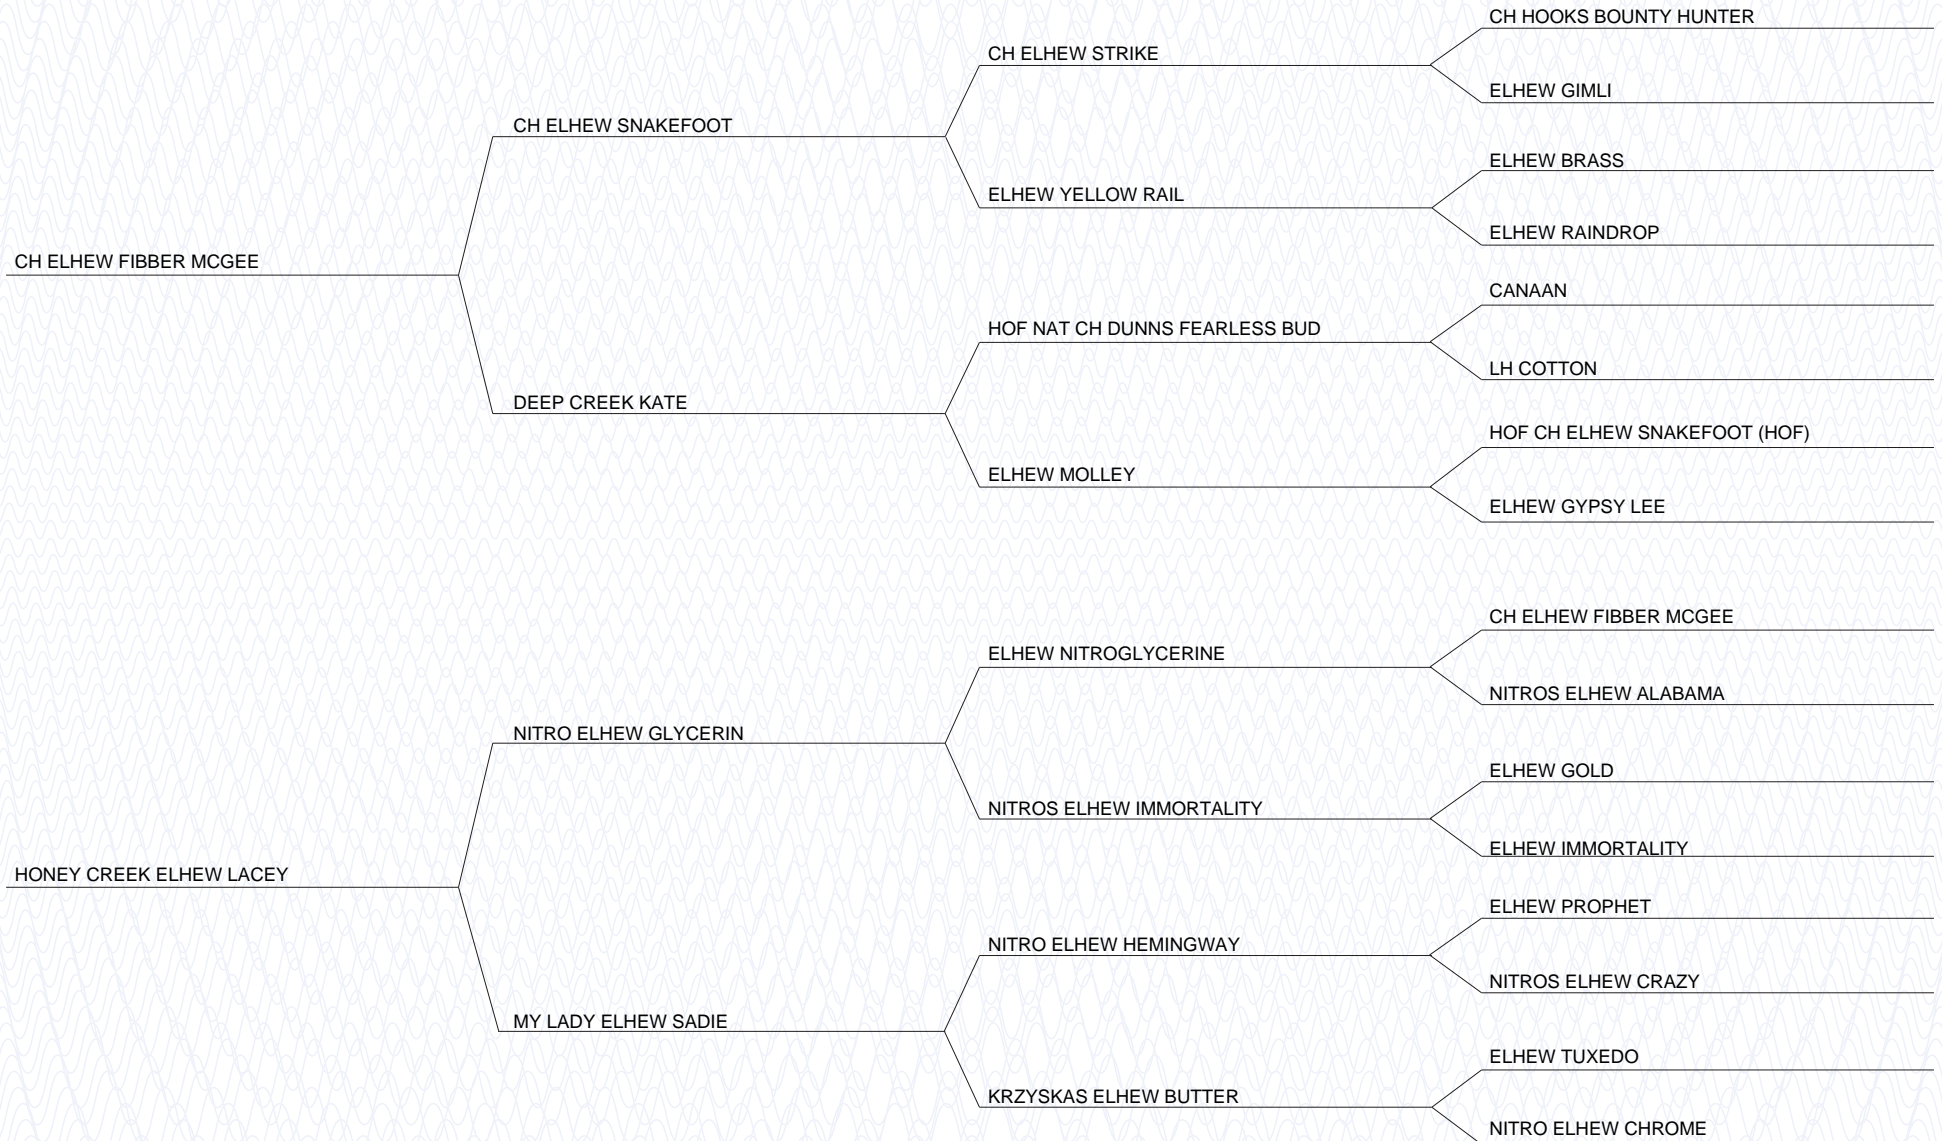 CH HOOKS BOUNTY HUNTER
CH ELHEW STRIKE
ELHEW GIMLI
CH ELHEW SNAKEFOOT
ELHEW BRASS
ELHEW YELLOW RAIL
ELHEW RAINDROP
CH ELHEW FIBBER MCGEE
CANAAN
HOF NAT CH DUNNS FEARLESS BUD
LH COTTON
DEEP CREEK KATE
HOF CH ELHEW SNAKEFOOT (HOF)
ELHEW MOLLEY
ELHEW GYPSY LEE
CH ELHEW FIBBER MCGEE
ELHEW NITROGLYCERINE
NITROS ELHEW ALABAMA
NITRO ELHEW GLYCERIN
ELHEW GOLD
NITROS ELHEW IMMORTALITY
ELHEW IMMORTALITY
HONEY CREEK ELHEW LACEY
ELHEW PROPHET
NITRO ELHEW HEMINGWAY
NITROS ELHEW CRAZY
MY LADY ELHEW SADIE
ELHEW TUXEDO
KRZYSKAS ELHEW BUTTER
NITRO ELHEW CHROME